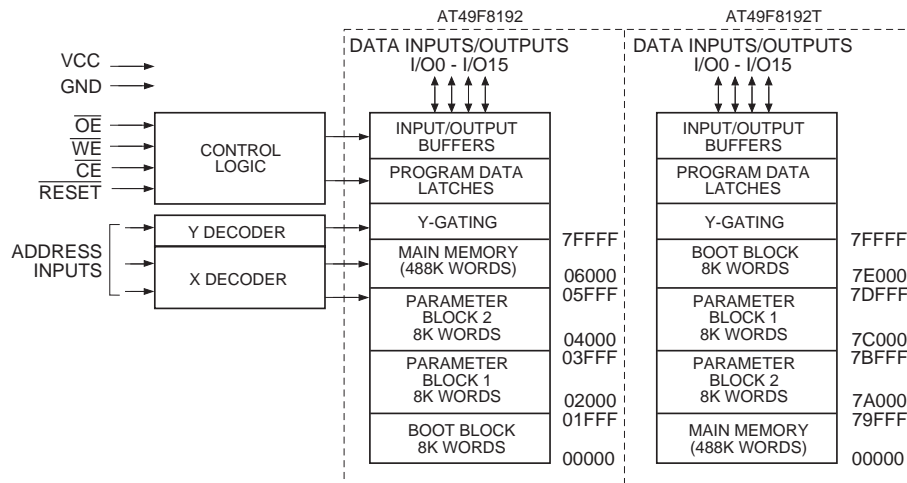 AT49F8192
AT49F8192T
VCC
GND
OE
WE
CE
RESET
ADDRESS
INPUTS
CONTROL
LOGIC
Y DECODER
X DECODER
DATA INPUTS/OUTPUTS
I/O0 - I/O15
INPUT/OUTPUT
BUFFERS
PROGRAM DATA
LATCHES
Y-GATING
7FFFF
MAIN MEMORY
(488K WORDS)
06000
05FFF
PARAMETER
BLOCK 2
8K WORDS
04000
03FFF
PARAMETER
BLOCK 1
8K WORDS
02000
01FFF
BOOT BLOCK
8K WORDS
00000
DATA INPUTS/OUTPUTS
I/O0 - I/O15
INPUT/OUTPUT
BUFFERS
PROGRAM DATA
LATCHES
Y-GATING
7FFFF
BOOT BLOCK
8K WORDS
7E000
7DFFF
PARAMETER
BLOCK 1
8K WORDS
7C000
7BFFF
PARAMETER
BLOCK 2
8K WORDS
7A000
79FFF
MAIN MEMORY
(488K WORDS)
00000